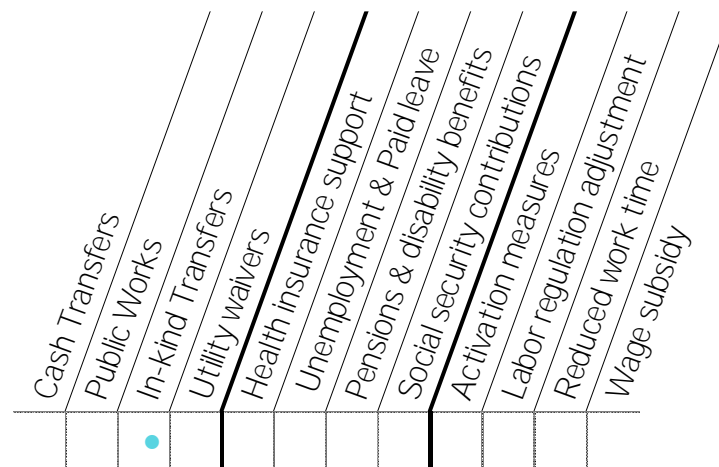 Cash Transfers
Public Works
In-Kind Transfers
Utility waivers
Health insurance support
Unemployment & Paid leave
Pensions & disability benefits
Social security contributions
Activation measures
Labor regulation adjustment
Reduced work time
Wage subsidy